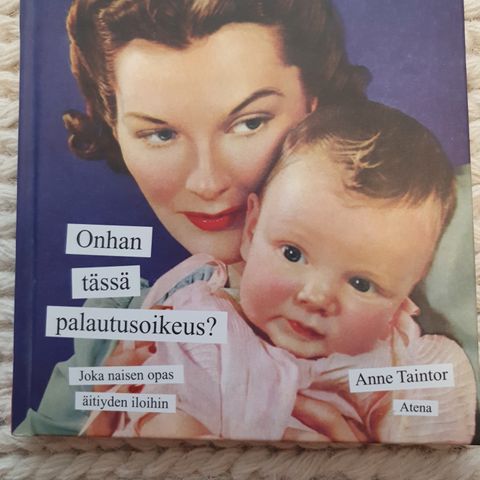 Onhan
tässä
palautusoikeus?
Joka naisen opas
äitiyden iloihin
Anne Taintor
Atena